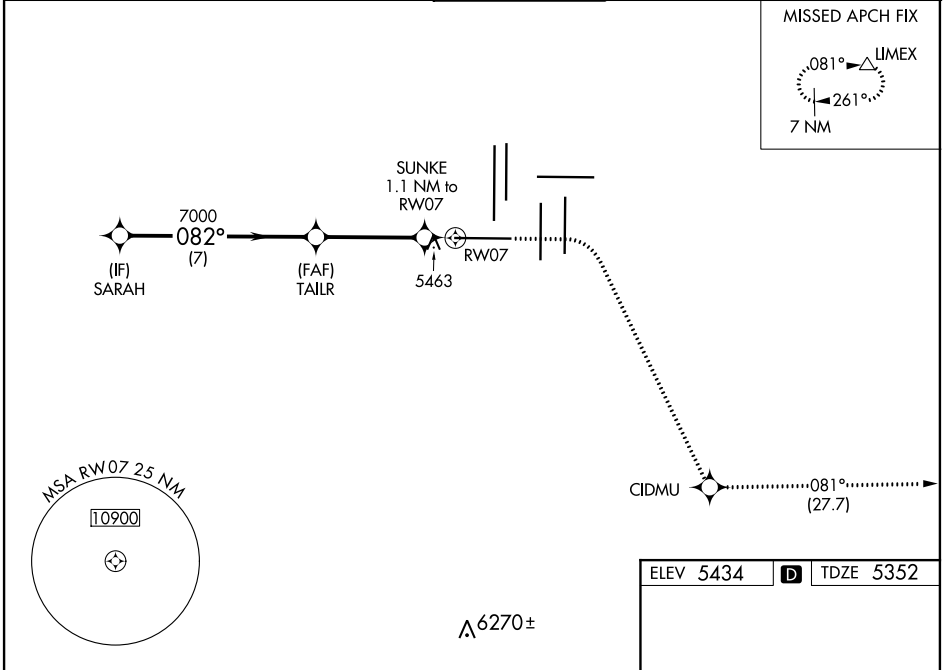 MISSED APCH FIX
LIMEX
081°
261°
7 NM
SUNKE
1.1 NM to
RW07
7000
082°
(7)
RW07
(IF)
SARAH
(FAF)
TAILR
5463
MSA RW07 25 NM
10900
CIDMU
081°
(27.7)
ELEV 5434
D
TDZE 5352
6270±